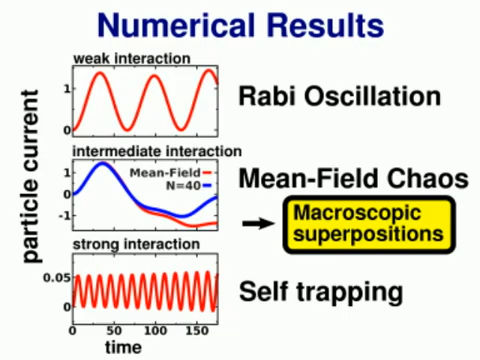 Numerical Results
weak interaction
1
0
Rabi Oscillation
particle current
intermediate interaction
1
0
-1
Mean-Field
N=40
Mean-Field Chaos
Macroscopic
superpositions
strong interaction
0.05
0
Self trapping
0 50 100 150
time